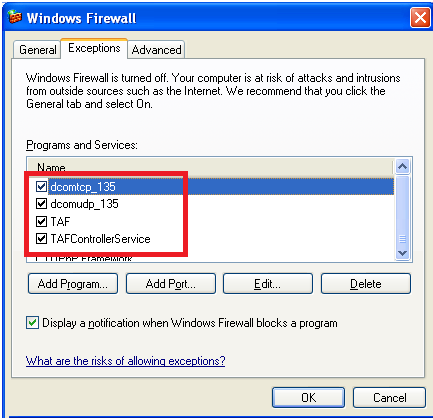 Windows Firewall
General Exceptions Advanced
Windows Firewall is turned off. Your computer is at risk of attacks and intrusions
from outside sources such as the Internet. We recommend that you click the
General tab and select On.
Programs and Services:
Name
dcomtcp_135
dcomudp_135
TAF
TAFControllerService
Framework
Add Program... Add Port... Edit... Delete
Display a notification when Windows Firewall blocks a program
What are the risks of allowing exceptions?
OK Cancel